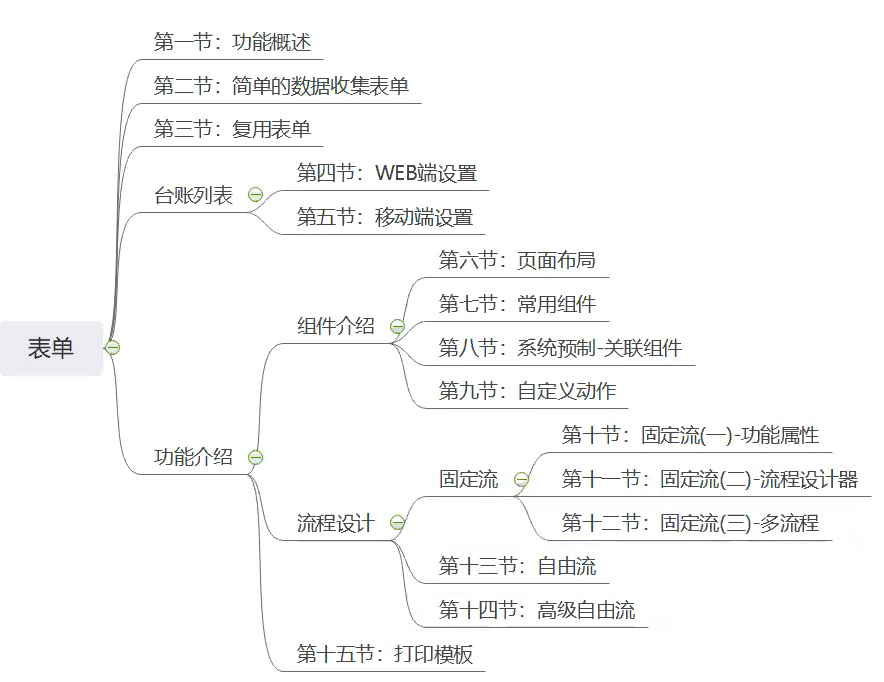 第一节：功能概述
第二节：简单的数据收集表单
第三节：复用表单
第四节：WEB端设置
台账列表
第五节：移动端设置
第六节：页面布局
第七节：常用组件
组件介绍
第八节：系统预制-关联组件
表单
第九节：自定义动作
第十节：固定流(一)-功能属性
功能介绍
固定流
第十一节：固定流(二)-流程设计器
流程设计
第十二节：固定流(三)-多流程
第十三节：自由流
第十四节：高级自由流
第十五节：打印模板